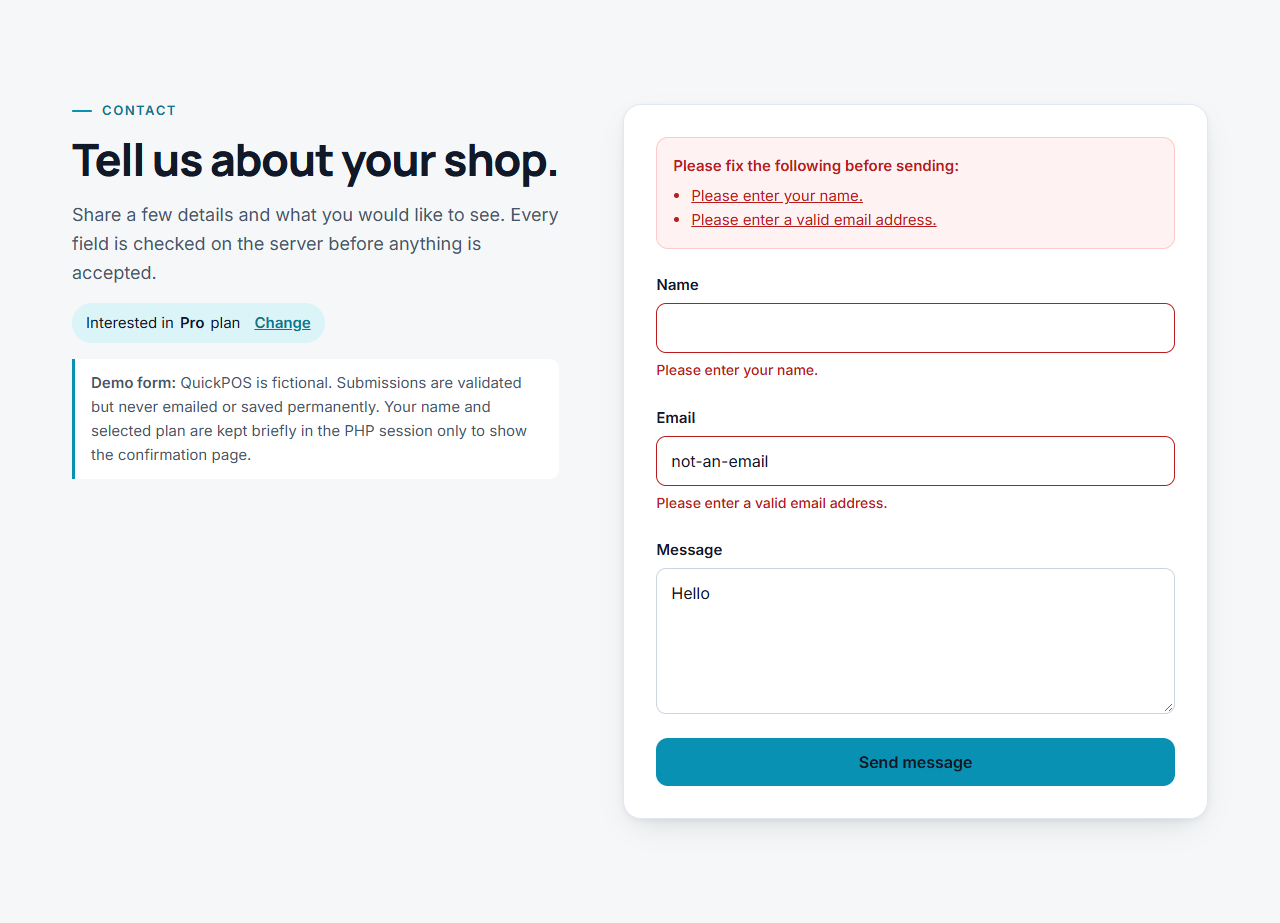 CONTACT
Tell us about your shop.
Share a few details and what you would like to see. Every
field is checked on the server before anything is
accepted.
Interested in Pro plan Change
Demo form: QuickPOS is fictional. Submissions are validated
but never emailed or saved permanently. Your name and
selected plan are kept briefly in the PHP session only to show
the confirmation page.
Please fix the following before sending:
Please enter your name.
Please enter a valid email address.
Name
Please enter your name.
Email
not-an-email
Please enter a valid email address.
Message
Hello
Send message